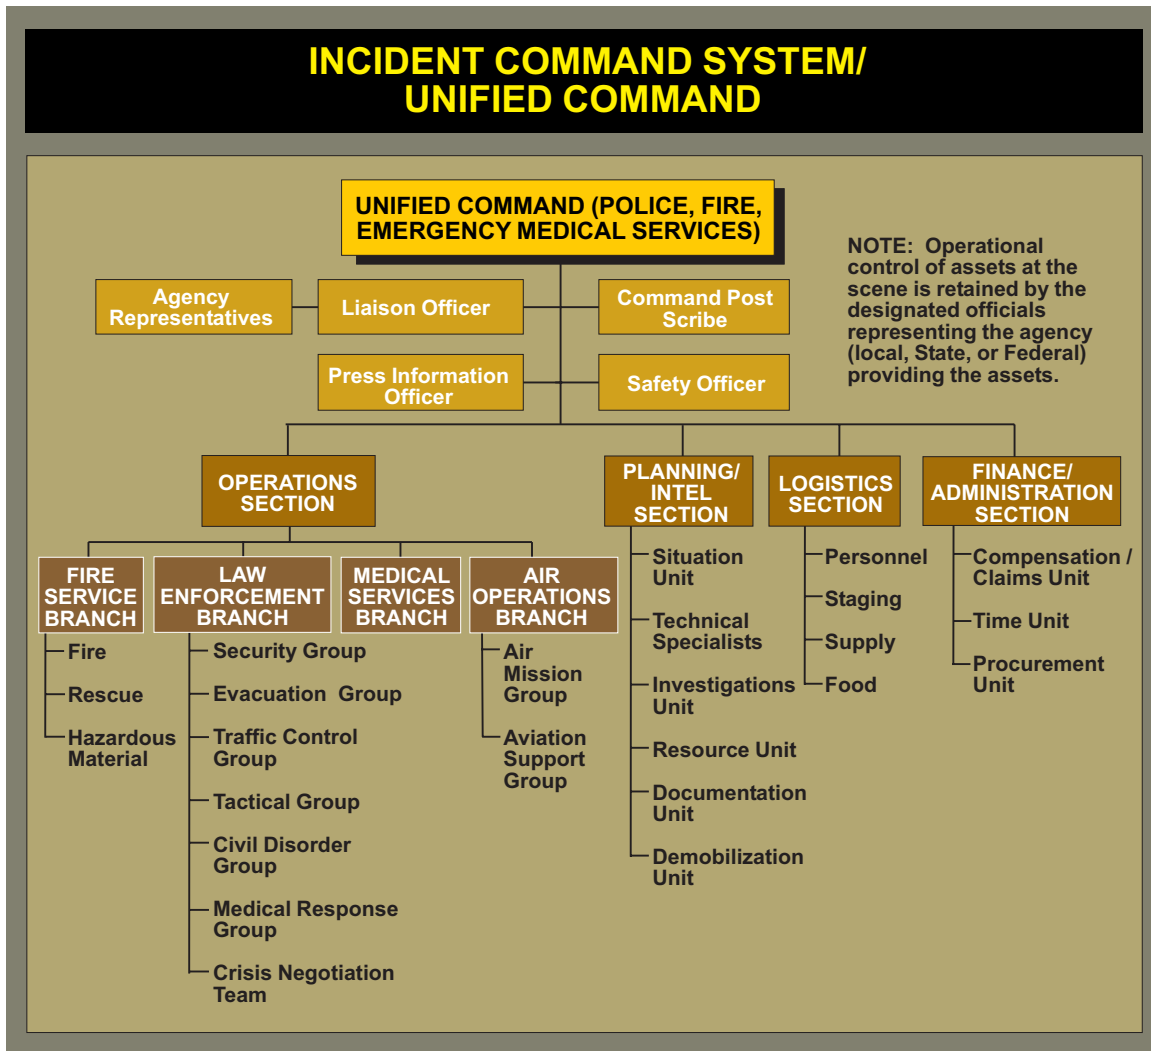 INCIDENT COMMAND SYSTEM/
UNIFIED COMMAND
UNIFIED COMMAND (POLICE, FIRE,
EMERGENCY MEDICAL SERVICES)
NOTE: Operational
control of assets at the
scene is retained by the
designated officials
representing the agency
(local, State, or Federal)
providing the assets.
Agency
Representatives
Liaison Officer
Command Post
Scribe
Press Information
Officer
Safety Officer
OPERATIONS
SECTION
FIRE
SERVICE
BRANCH
Fire
Rescue
Hazardous
Material
LAW
ENFORCEMENT
BRANCH
Security Group
Evacuation Group
Traffic Control
Group
Tactical Group
Civil Disorder
Group
Medical Response
Group
Crisis Negotiation
Team
MEDICAL
SERVICES
BRANCH
AIR
OPERATIONS
BRANCH
Air
Mission
Group
Aviation
Support
Group
PLANNING/
INTEL
SECTION
Situation
Unit
Technical
Specialists
Investigations
Unit
Resource Unit
Documentation
Unit
Demobilization
Unit
LOGISTICS
SECTION
Personnel
Staging
Supply
Food
FINANCE/
ADMINISTRATION
SECTION
Compensation /
Claims Unit
Time Unit
Procurement
Unit